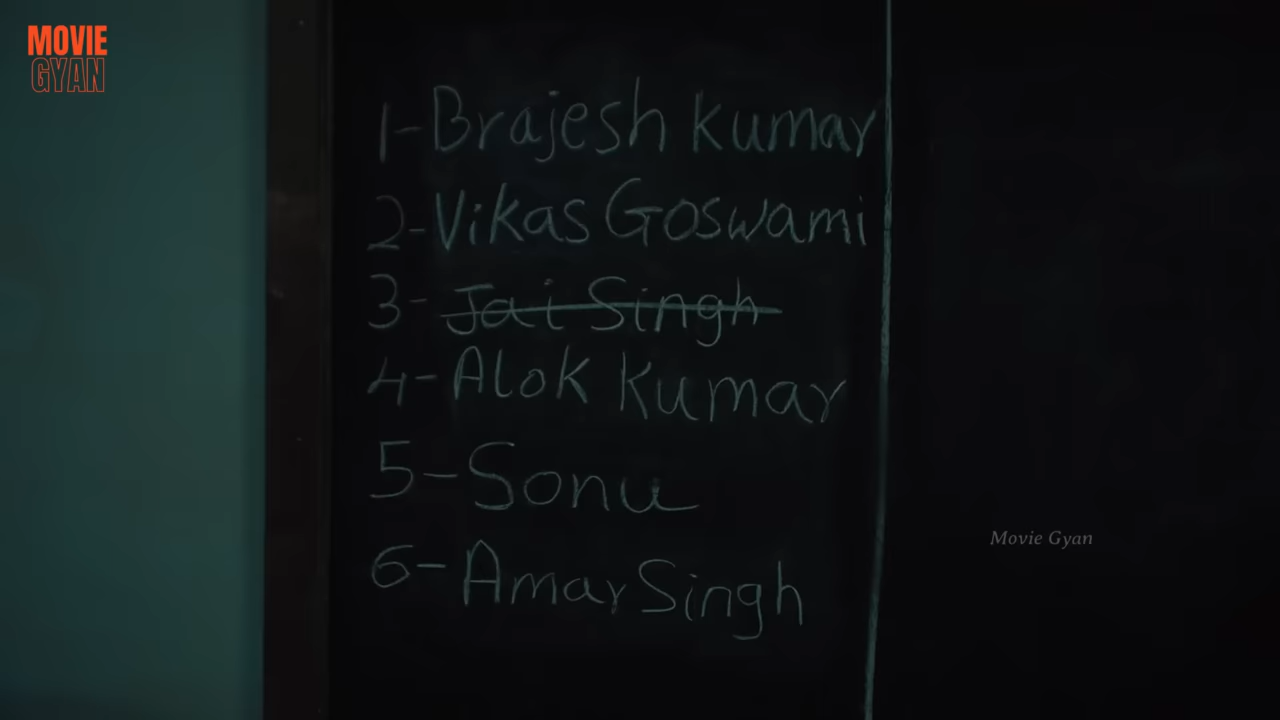 MOVIE
GYAN
1-Brajesh Kumar
2-Vikas Goswami
3- Jai Singh
4-Alok Kumar
5-Sonu
6-Amar Singh
Movie Gyan